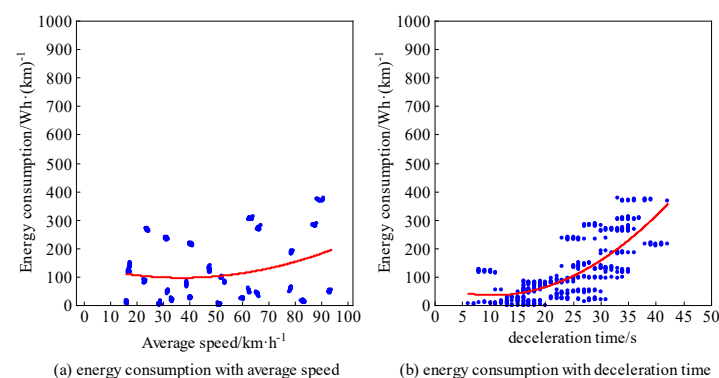 1000
900
800
700
600
500
400
300
200
100
0
Energy consumption/Wh·(km)-1
0 10 20 30 40 50 60 70 80 90 100
Average speed/km·h-1
(a) energy consumption with average speed
1000
900
800
700
600
500
400
300
200
100
0
Energy consumption/Wh·(km)-1
0 5 10 15 20 25 30 35 40 45 50
deceleration time/s
(b) energy consumption with deceleration time